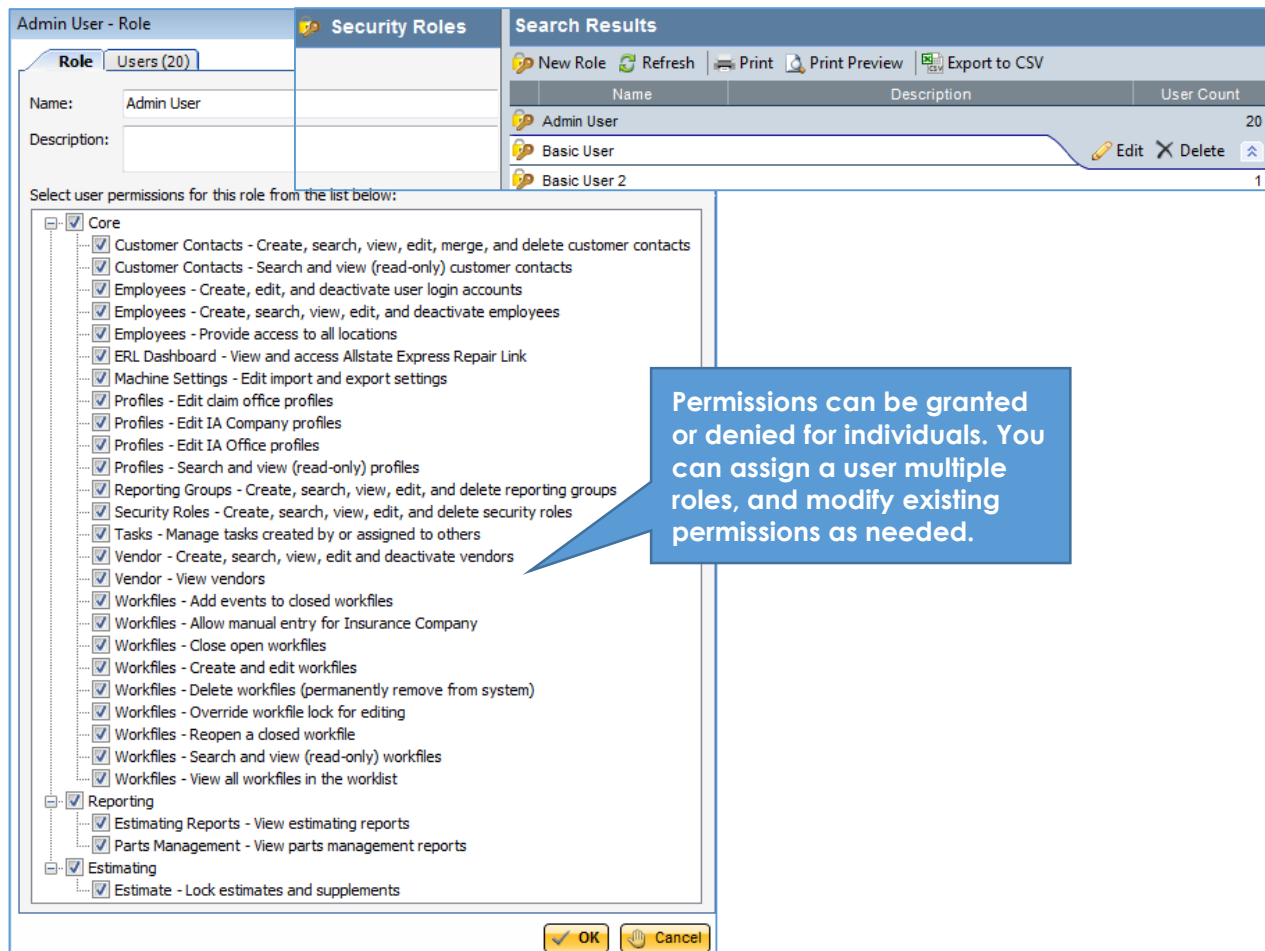 Admin User - Role
Role Users (20)
Name: Admin User
Description:
Security Roles
Search Results
New Role Refresh Print Print Preview Export to CSV
Name Description User Count
Admin User 20
Basic User Edit Delete
Basic User 2 1
Select user permissions for this role from the list below:
Core
Customer Contacts - Create, search, view, edit, merge, and delete customer contacts
Customer Contacts - Search and view (read-only) customer contacts
Employees - Create, edit, and deactivate user login accounts
Employees - Create, search, view, edit, and deactivate employees
Employees - Provide access to all locations
ERL Dashboard - View and access Allstate Express Repair Link
Machine Settings - Edit import and export settings
Profiles - Edit claim office profiles
Profiles - Edit IA Company profiles
Profiles - Edit IA Office profiles
Profiles - Search and view (read-only) profiles
Reporting Groups - Create, search, view, edit, and delete reporting groups
Security Roles - Create, search, view, edit, and delete security roles
Tasks - Manage tasks created by or assigned to others
Vendor - Create, search, view, edit and deactivate vendors
Vendor - View vendors
Workfiles - Add events to closed workfiles
Workfiles - Allow manual entry for Insurance Company
Workfiles - Close open workfiles
Workfiles - Create and edit workfiles
Workfiles - Delete workfiles (permanently remove from system)
Workfiles - Override workfile lock for editing
Workfiles - Reopen a closed workfile
Workfiles - Search and view (read-only) workfiles
Workfiles - View all workfiles in the worklist
Reporting
Estimating Reports - View estimating reports
Parts Management - View parts management reports
Estimating
Estimate - Lock estimates and supplements
OK Cancel
Permissions can be granted
or denied for individuals. You
can assign a user multiple
roles, and modify existing
permissions as needed.